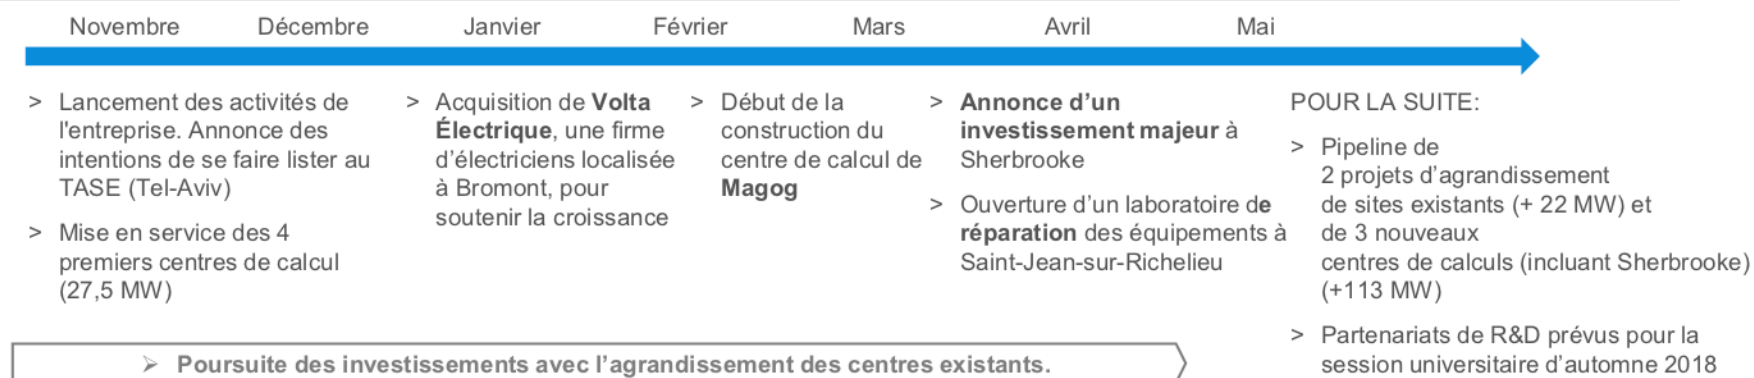 Novembre Décembre Janvier Février Mars Avril Mai
> Lancement des activités de
l'entreprise. Annonce des
intentions de se faire lister au
TASE (Tel-Aviv)
> Mise en service des 4
premiers centres de calcul
(27,5 MW)
> Acquisition de Volta
Électrique, une firme
d'électriciens localisée
à Bromont, pour
soutenir la croissance
> Début de la
construction du
centre de calcul de
Magog
> Annonce d'un
investissement majeur à
Sherbrooke
> Ouverture d'un laboratoire de
réparation des équipements à
Saint-Jean-sur-Richelieu
POUR LA SUITE:
> Pipeline de
2 projets d'agrandissement
de sites existants (+ 22 MW) et
de 3 nouveaux
centres de calculs (incluant Sherbrooke)
(+113 MW)
> Partenariats de R&D prévus pour la
session universitaire d'automne 2018
➢ Poursuite des investissements avec l'agrandissement des centres existants.